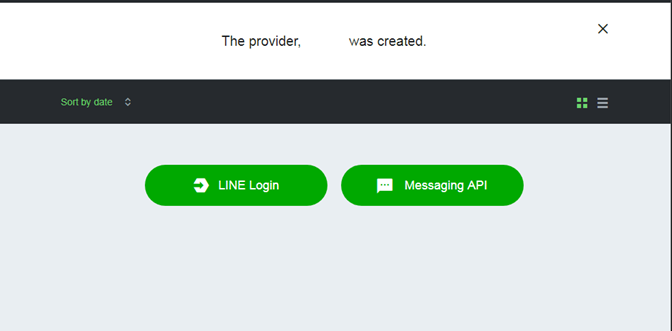 The provider, was created.
Sort by date
LINE Login
Messaging API